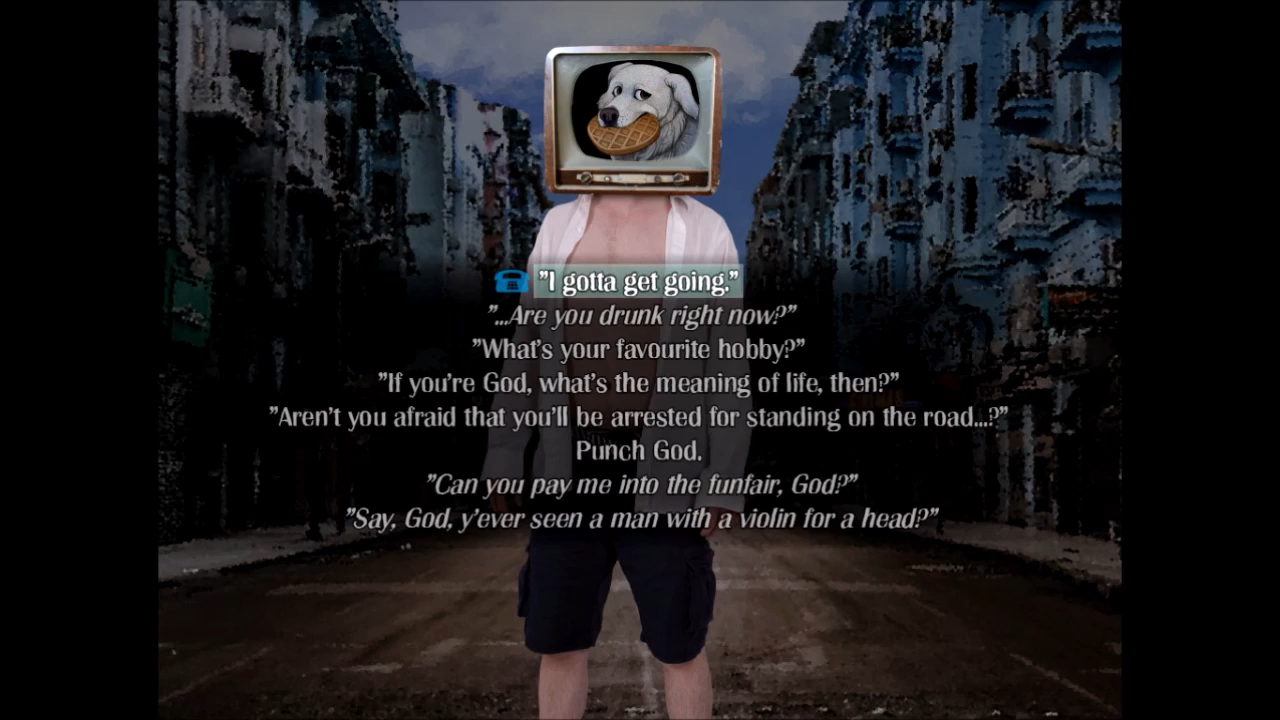 "I gotta get going."
"...Are you drunk right now?"
"What's your favourite hobby?"
"If you're God, what's the meaning of life, then?"
"Aren't you afraid that you'll be arrested for standing on the road...?"
Punch God.
"Can you pay me into the funfair, God?"
"Say, God, y'ever seen a man with a violin for a head?"